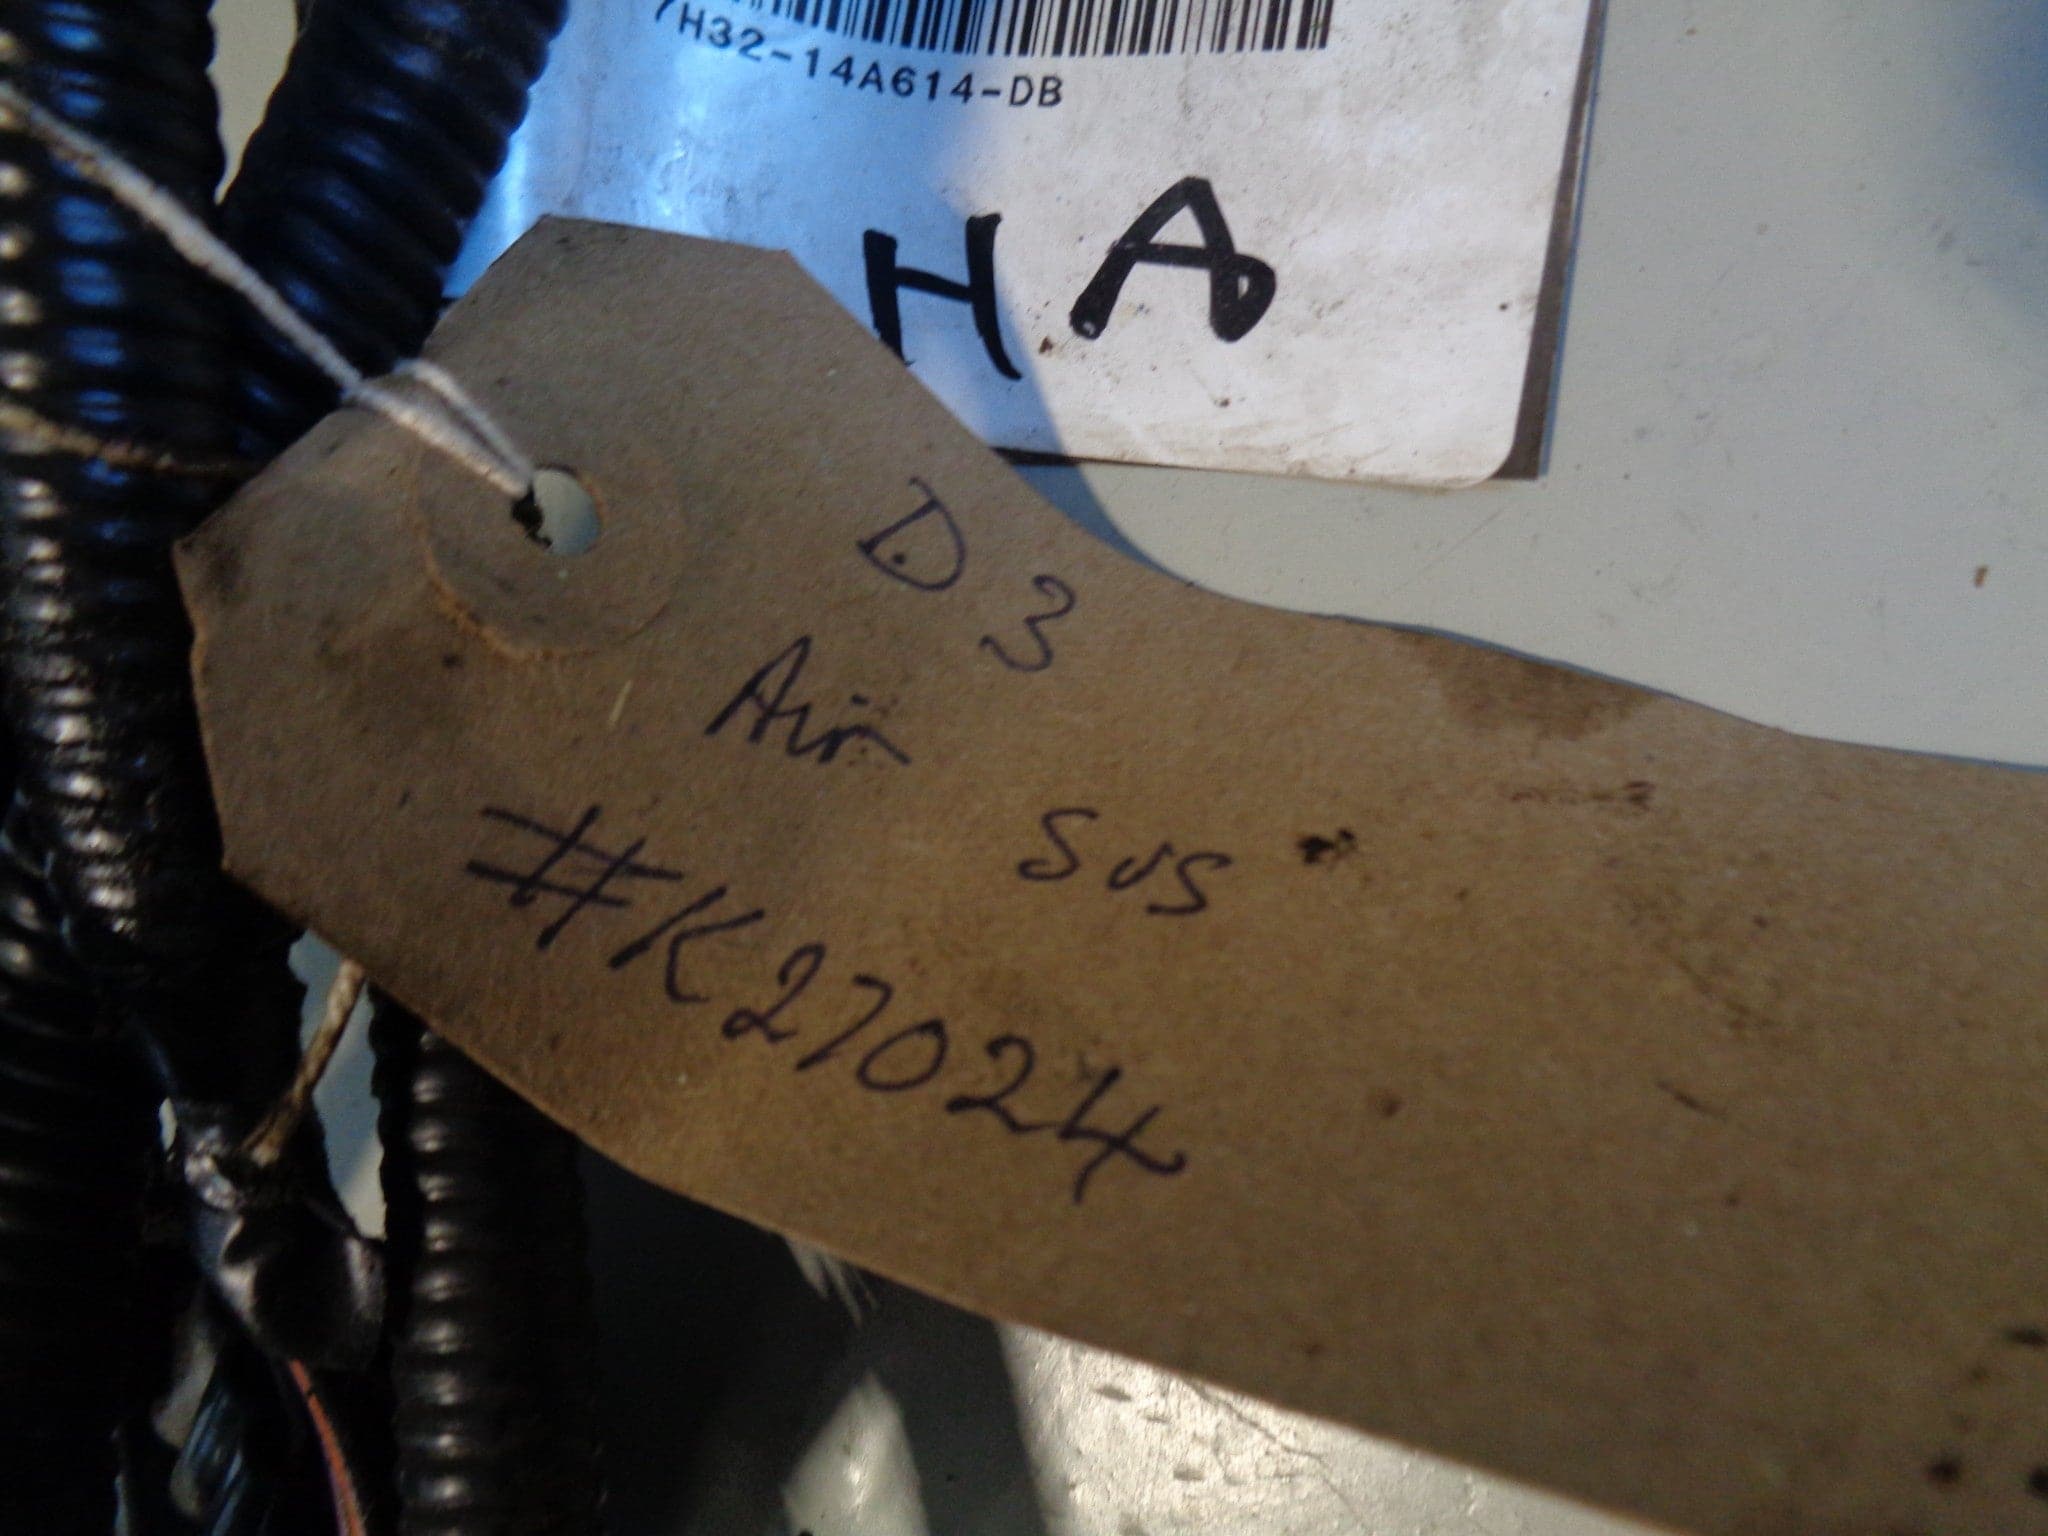 7H32-14A614-DB
HA
D3
Air Sus
#K27024